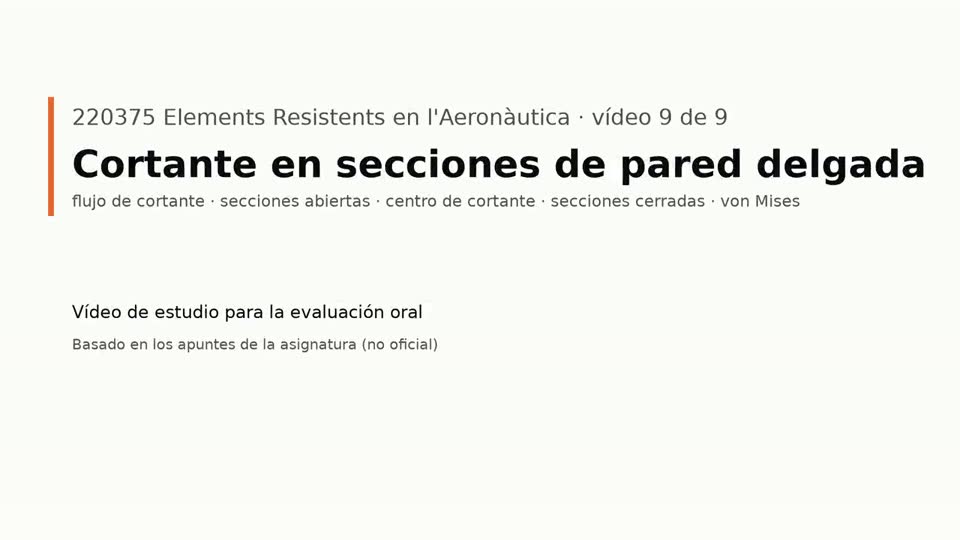 220375 Elements Resistents en l'Aeronàutica · vídeo 9 de 9
Cortante en secciones de pared delgada
flujo de cortante · secciones abiertas · centro de cortante · secciones cerradas · von Mises
Vídeo de estudio para la evaluación oral
Basado en los apuntes de la asignatura (no oficial)